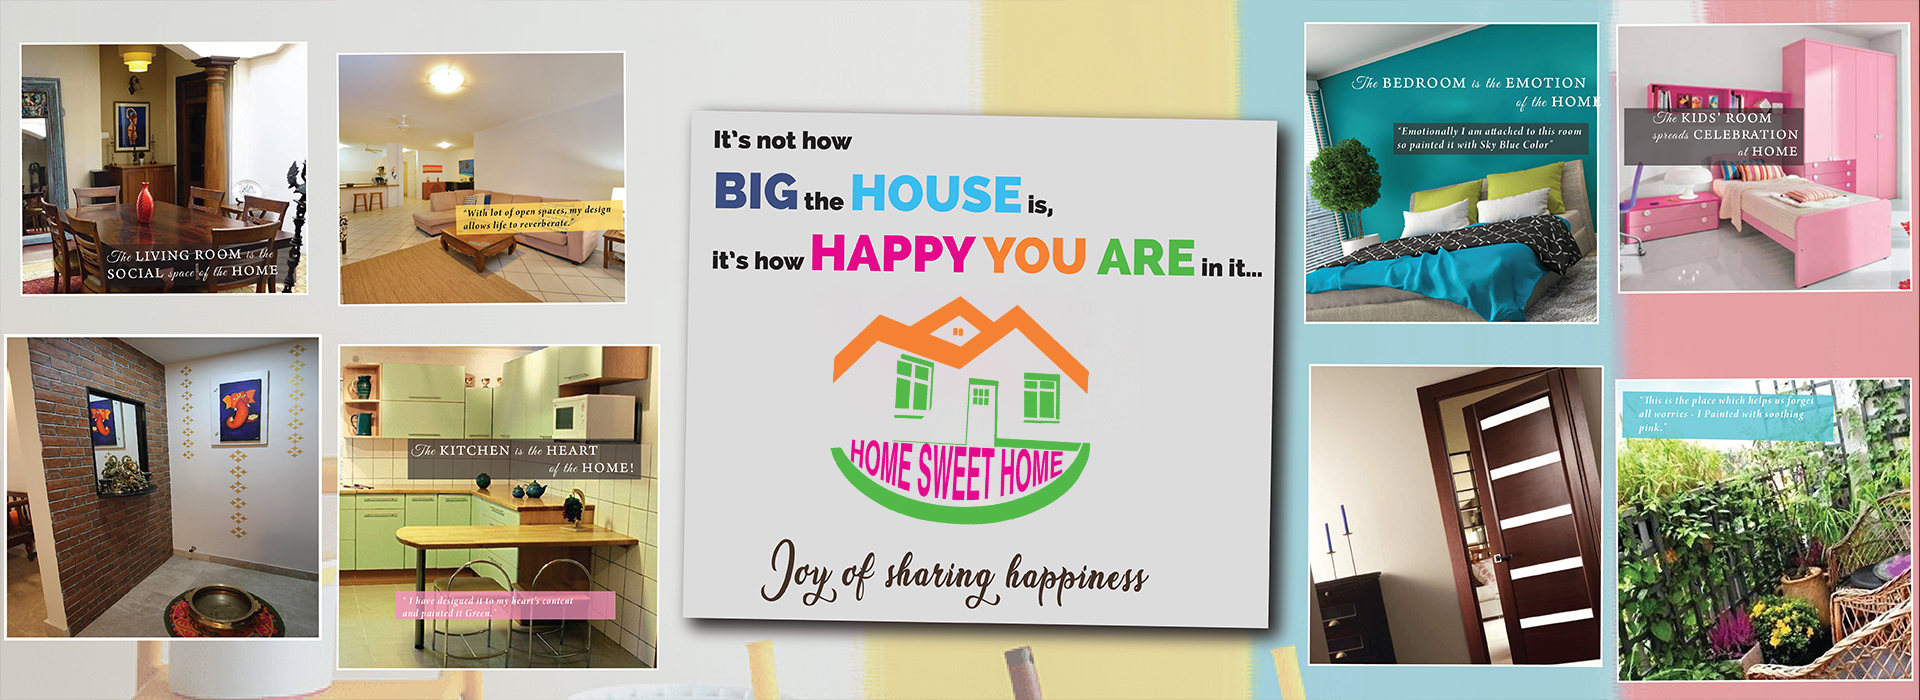 The LIVING ROOM is the
SOCIAL space of the HOME
"With lot of open spaces, my design
allows life to reverberate."
The KITCHEN is the HEART
of the HOME!
" I have designed it to my heart's content
and painted it Green."
It's not how
BIG the HOUSE is,
it's how HAPPY YOU ARE in it...
HOME SWEET HOME
Joy of sharing happiness
The BEDROOM is the EMOTION
of the HOME
"Emotionally I am attached to this room
so painted it with Sky Blue Color"
The KIDS' ROOM
spreads CELEBRATION
at HOME
"This is the place which helps us forget
all worries - I Painted with soothing
pink."